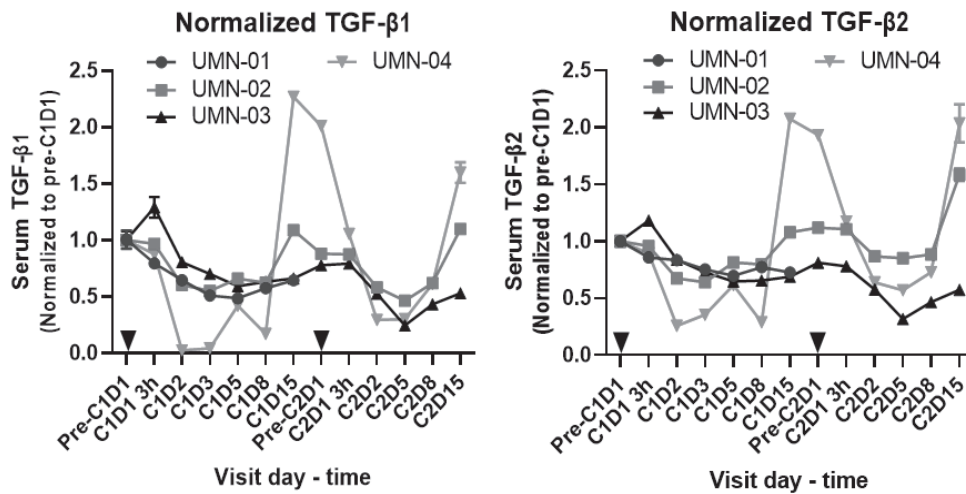 Normalized TGF-β1
UMN-01
UMN-04
UMN-02
UMN-03
2.5
2.0
1.5
1.0
0.5
0.0
Serum TGF-β1
(Normalized to pre-C1D1)
Pre-C1D1
C1D1 3h
C1D2
C1D3
C1D5
C1D8
C1D15
Pre-C2D1
C2D1 3h
C2D2
C2D5
C2D8
C2D15
Visit day - time
Normalized TGF-β2
UMN-01
UMN-04
UMN-02
UMN-03
2.5
2.0
1.5
1.0
0.5
0.0
Serum TGF-β2
(Normalized to pre-C1D1)
Pre-C1D1
C1D1 3h
C1D2
C1D3
C1D5
C1D8
C1D15
Pre-C2D1
C2D1 3h
C2D2
C2D5
C2D8
C2D15
Visit day - time